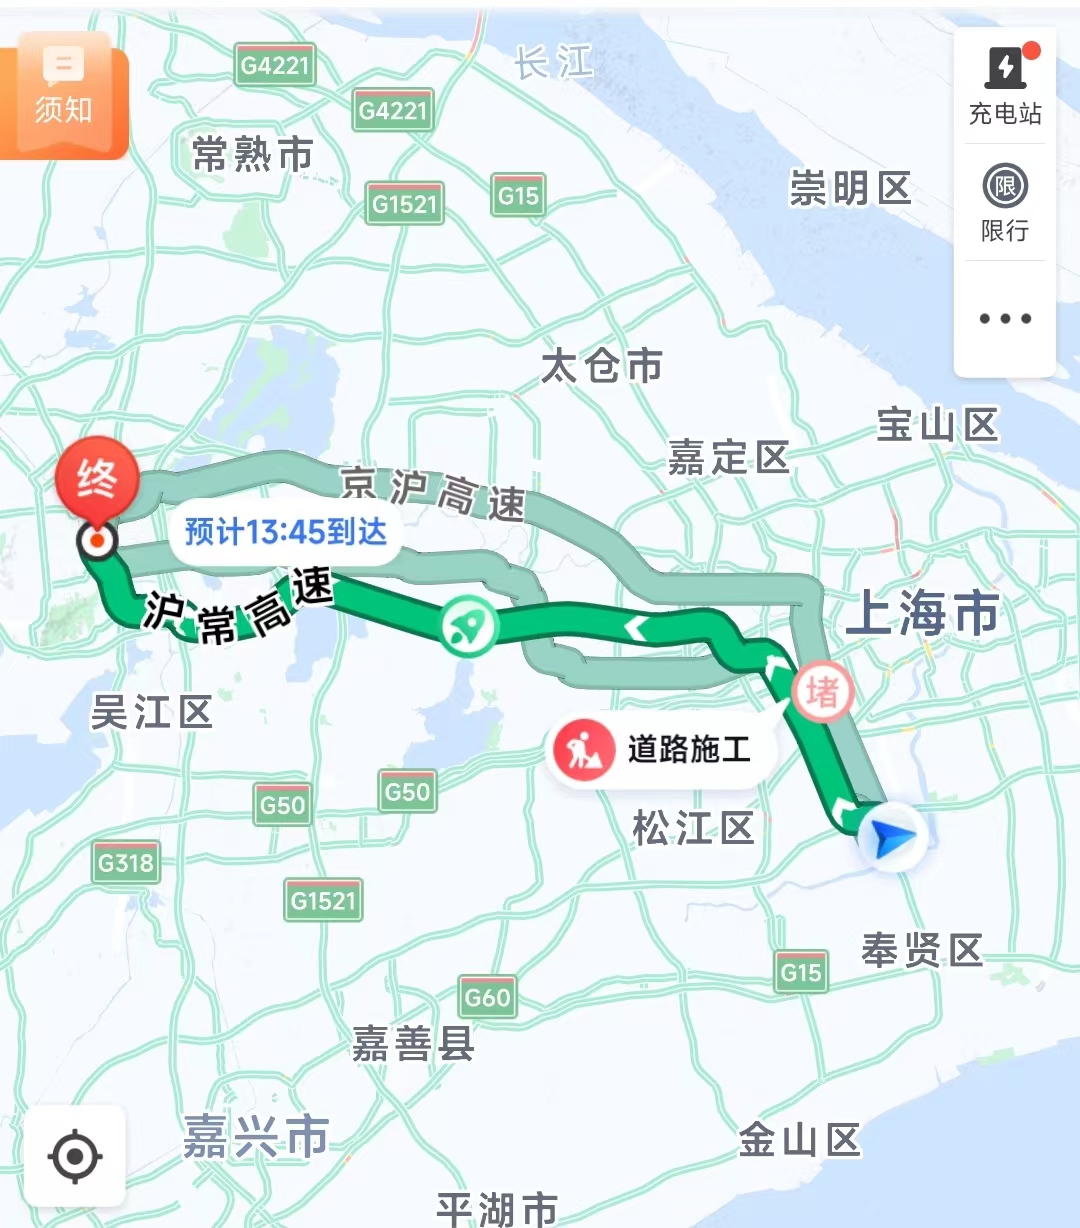 长江
G4221
须知
G4221
充电站
常熟市
崇明区
限
G1521
G15
限行
太仓市
宝山区
嘉定区
终
京沪高速
预计13:45到达
沪常高速
上海市
堵
吴江区
道路施工
G50
G50
松江区
G318
G1521
奉贤区
G15
G60
嘉善县
嘉兴市
金山区
平湖市